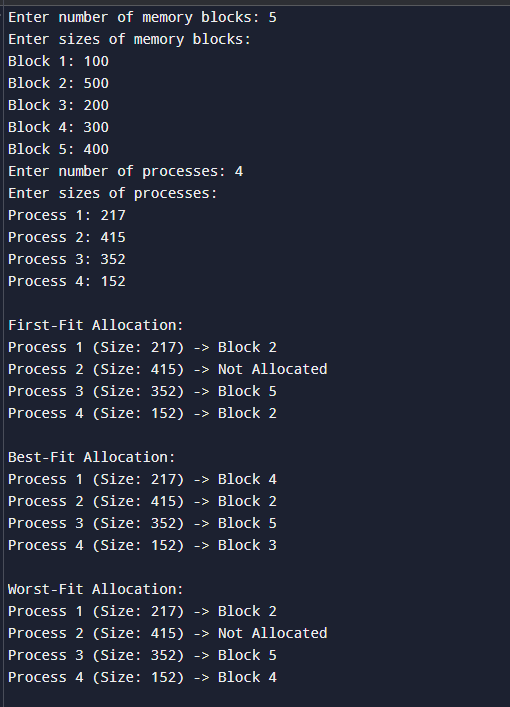 Enter number of memory blocks: 5
Enter sizes of memory blocks:
Block 1: 100
Block 2: 500
Block 3: 200
Block 4: 300
Block 5: 400
Enter number of processes: 4
Enter sizes of processes:
Process 1: 217
Process 2: 415
Process 3: 352
Process 4: 152

First-Fit Allocation:
Process 1 (Size: 217) -> Block 2
Process 2 (Size: 415) -> Not Allocated
Process 3 (Size: 352) -> Block 5
Process 4 (Size: 152) -> Block 2

Best-Fit Allocation:
Process 1 (Size: 217) -> Block 4
Process 2 (Size: 415) -> Block 2
Process 3 (Size: 352) -> Block 5
Process 4 (Size: 152) -> Block 3

Worst-Fit Allocation:
Process 1 (Size: 217) -> Block 2
Process 2 (Size: 415) -> Not Allocated
Process 3 (Size: 352) -> Block 5
Process 4 (Size: 152) -> Block 4